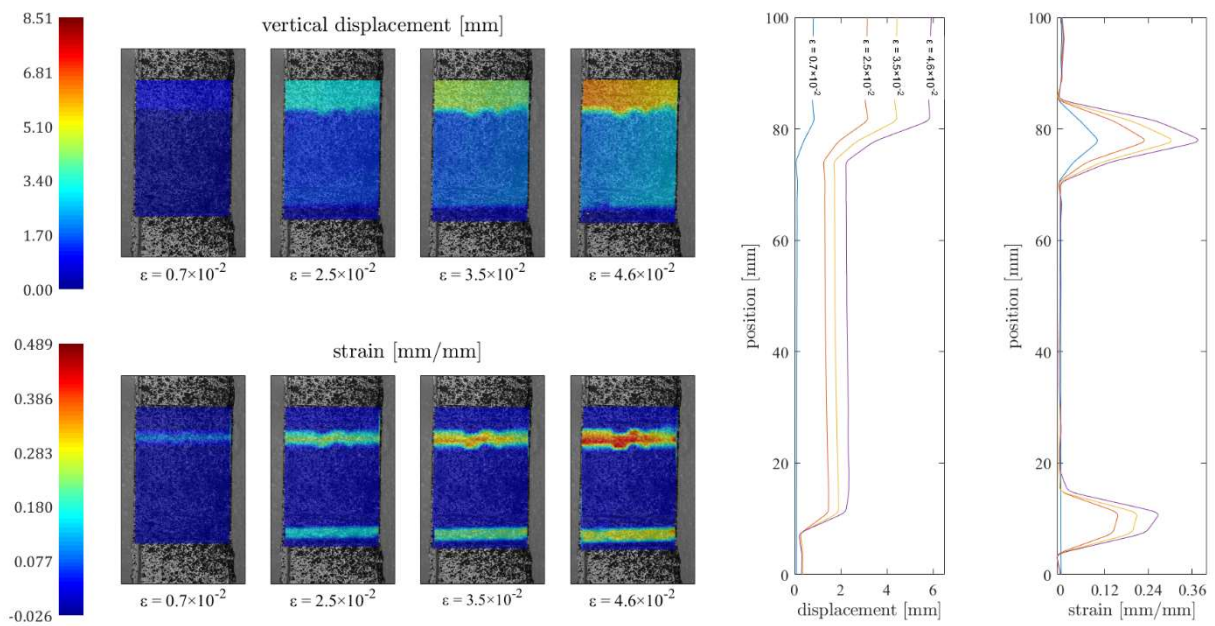 vertical displacement [mm]
8.51
6.81
5.10
3.40
1.70
0.00
ε = 0.7×10⁻²
ε = 2.5×10⁻²
ε = 3.5×10⁻²
ε = 4.6×10⁻²
strain [mm/mm]
0.489
0.386
0.283
0.180
0.077
-0.026
ε = 0.7×10⁻²
ε = 2.5×10⁻²
ε = 3.5×10⁻²
ε = 4.6×10⁻²
position [mm]
100
80
60
40
20
0
ε = 0.7×10⁻²
ε = 2.5×10⁻²
ε = 3.5×10⁻²
ε = 4.6×10⁻²
0 2 4 6
displacement [mm]
position [mm]
100
80
60
40
20
0
0.12 0.24 0.36
strain [mm/mm]